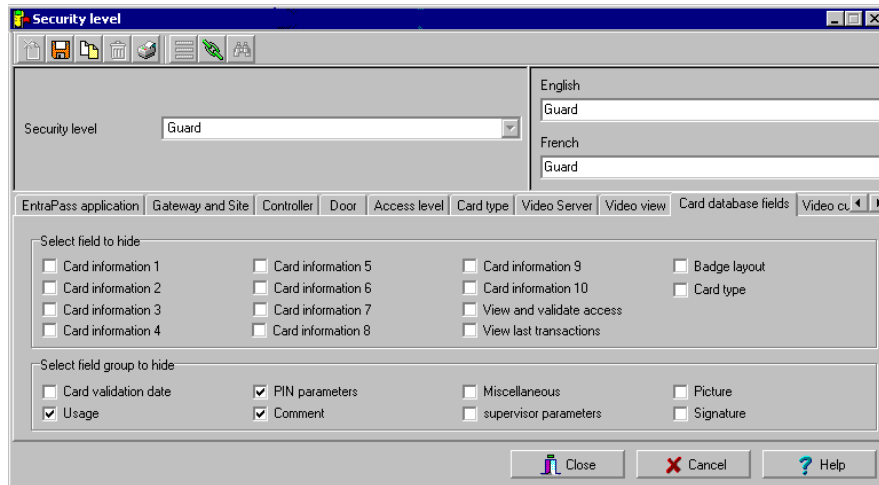 Security level
English
Guard
Security level Guard
French
Guard
EntraPass application Gateway and Site Controller Door Access level Card type Video Server Video view Card database fields Video cu
Select field to hide
Card information 1 Card information 5 Card information 9 Badge layout
Card information 2 Card information 6 Card information 10 Card type
Card information 3 Card information 7 View and validate access
Card information 4 Card information 8 View last transactions
Select field group to hide
Card validation date PIN parameters Miscellaneous Picture
Usage Comment supervisor parameters Signature
Close Cancel Help